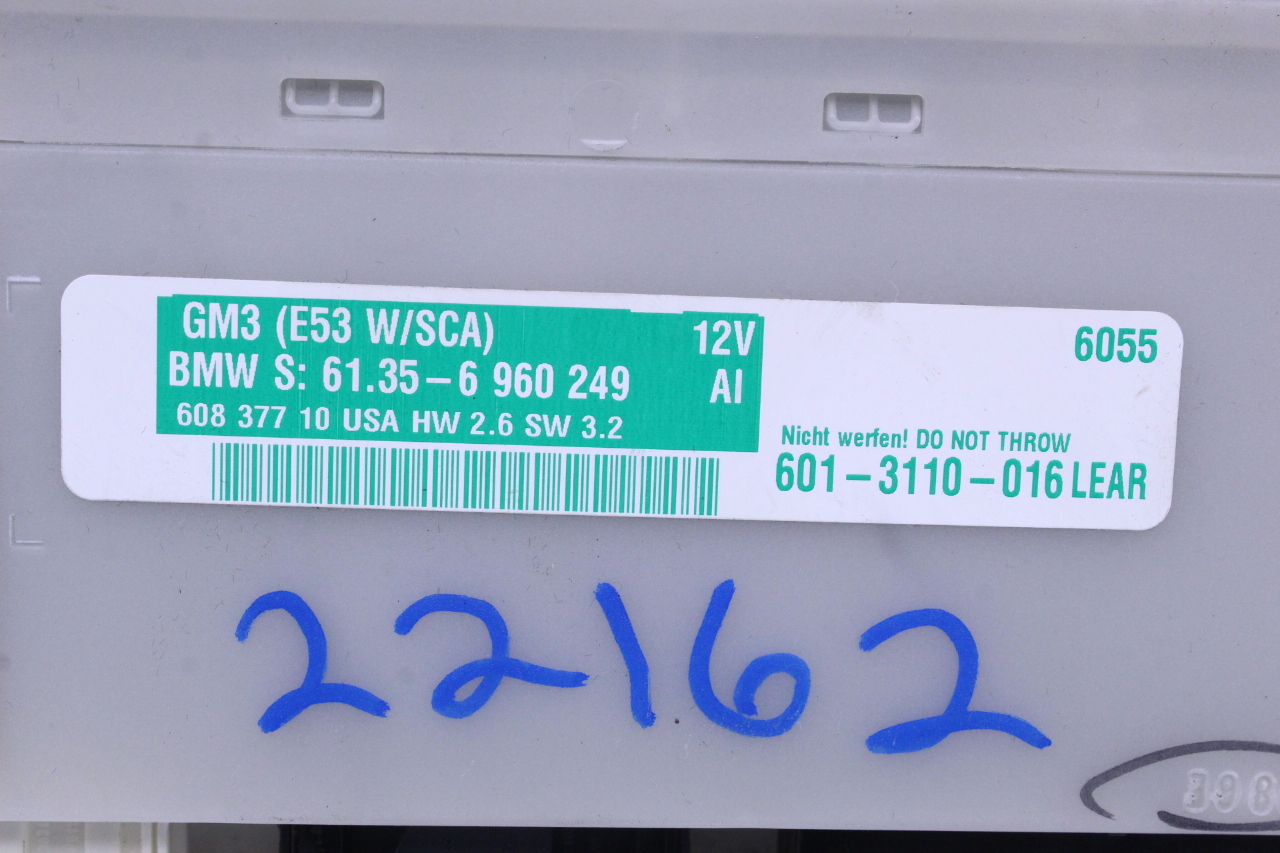 GM3 (E53 W/SCA) 12V
BMW S: 61.35-6 960 249 AI
608 377 10 USA HW 2.6 SW 3.2
6055
Nicht werfen! DO NOT THROW
601-3110-016 LEAR
22162